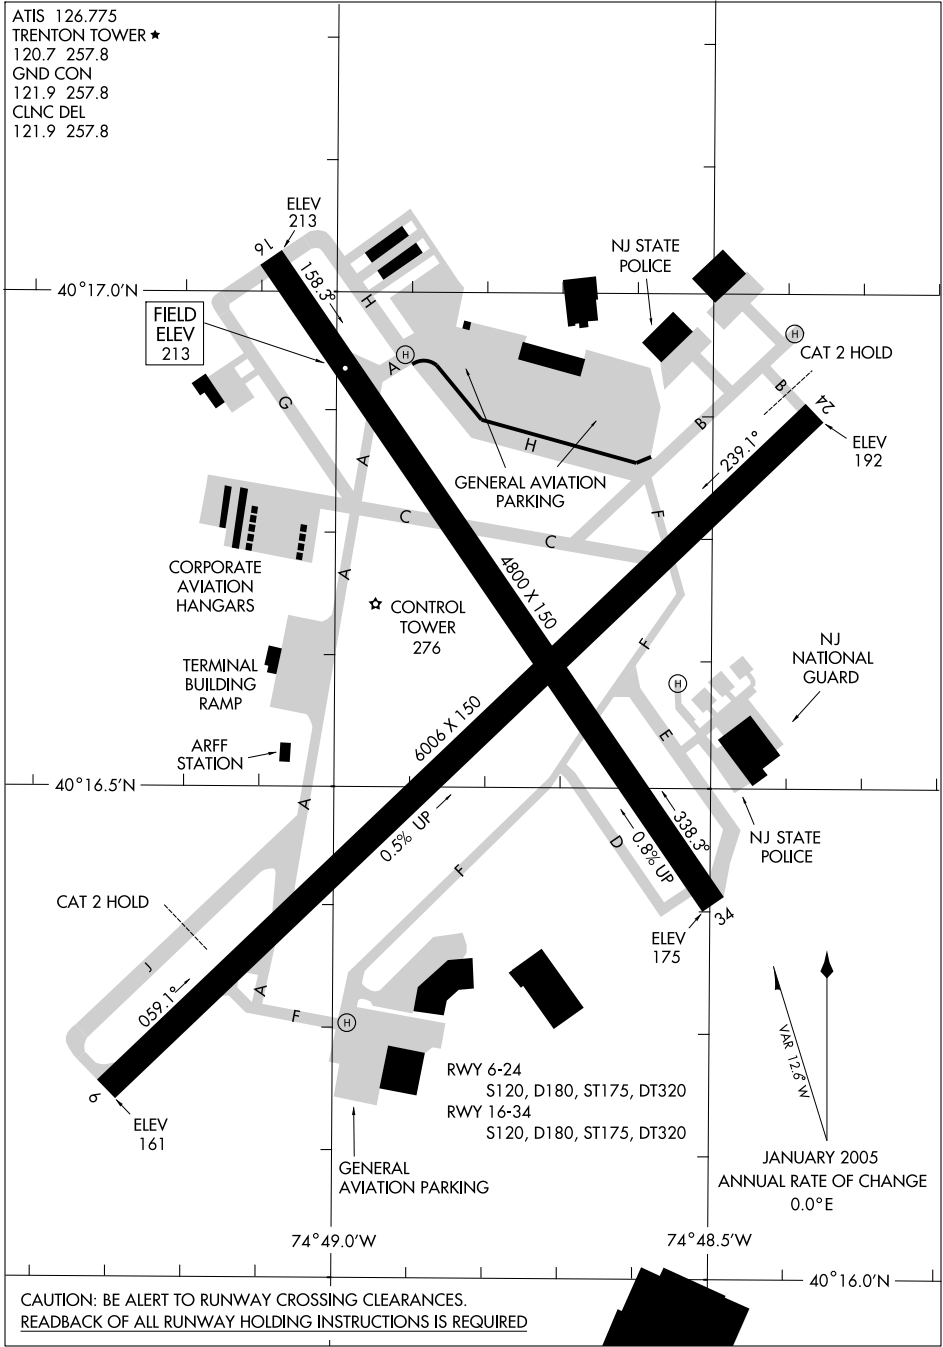 ATIS 126.775
TRENTON TOWER ★
120.7 257.8
GND CON
121.9 257.8
CLNC DEL
121.9 257.8
ELEV
213
16
158.3°
NJ STATE
POLICE
40°17.0'N
H
FIELD
ELEV
213
H
H
CAT 2 HOLD
A
B
G
B
24
H
ELEV
192
239.1°
A
GENERAL AVIATION
PARKING
C
F
C
CORPORATE
AVIATION
HANGARS
A
4800 X 150
CONTROL
TOWER
276
F
NJ
NATIONAL
GUARD
TERMINAL
BUILDING
RAMP
H
6006 X 150
E
ARFF
STATION
40°16.5'N
A
0.5% UP
338.3°
0.8% UP
D
NJ STATE
POLICE
F
CAT 2 HOLD
34
ELEV
175
J
059.1°
A
F
H
VAR 12.6° W
RWY 6-24
S120, D180, ST175, DT320
RWY 16-34
S120, D180, ST175, DT320
6
ELEV
161
JANUARY 2005
ANNUAL RATE OF CHANGE
0.0°E
GENERAL
AVIATION PARKING
74°49.0'W
74°48.5'W
40°16.0'N
CAUTION: BE ALERT TO RUNWAY CROSSING CLEARANCES.
READBACK OF ALL RUNWAY HOLDING INSTRUCTIONS IS REQUIRED